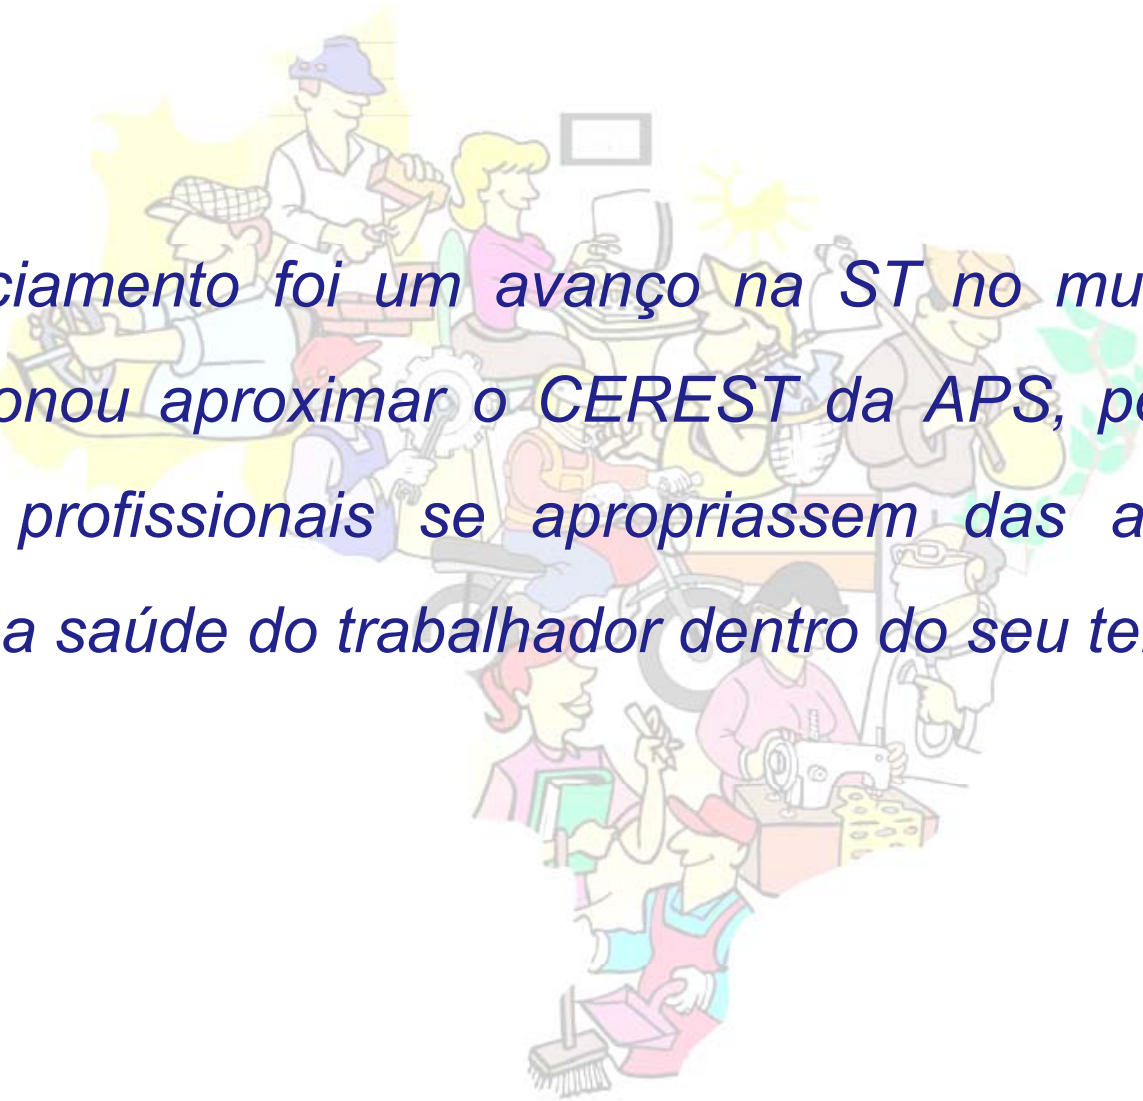 ciamento foi um avanço na ST no mu
onou aproximar o CEREST da APS, pe
profissionais se apropriassem das a
a saúde do trabalhador dentro do seu te